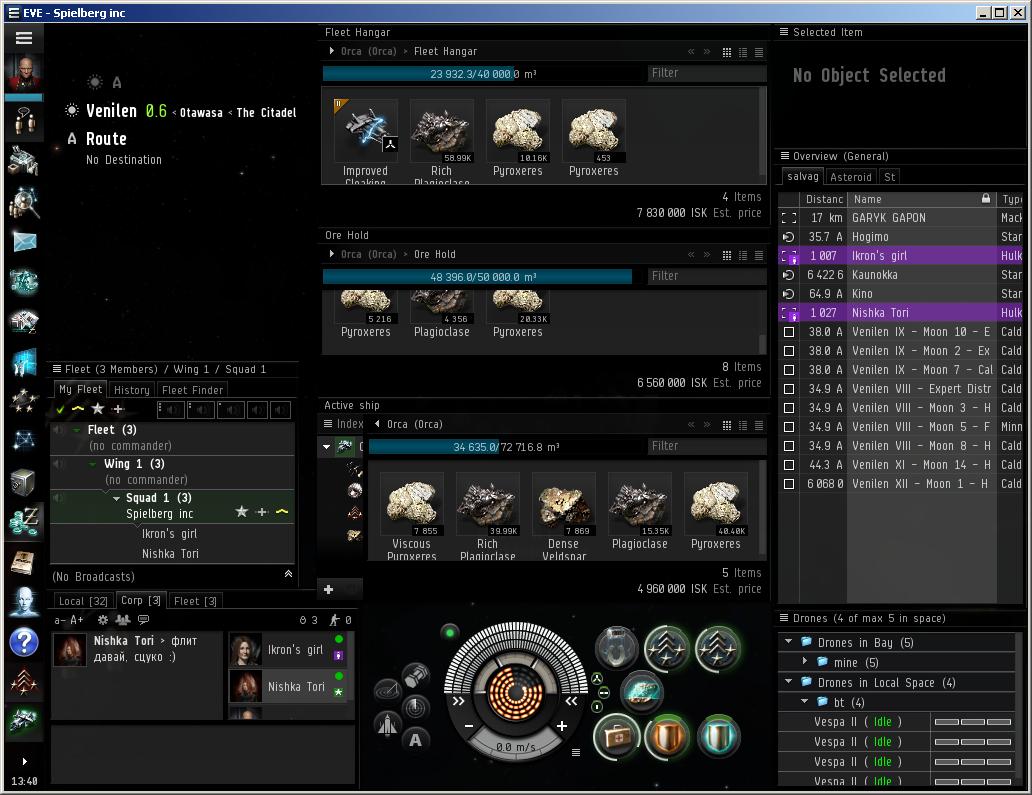 EVE - Spielberg inc
A
Venilen 0.6 < Otawasa < The Citadel
A Route
No Destination
Fleet Hangar
Orca (Orca) > Fleet Hangar
23 932.3/40 000.0 m³
Filter
Improved Cloaking
58.99K
Rich Plagioclase
10.16K
Pyroxeres
453
Pyroxeres
4 Items
7 830 000 ISK Est. price
Ore Hold
Orca (Orca) > Ore Hold
48 396.0/50 000.0 m³
Filter
5 216
Pyroxeres
4 356
Plagioclase
20.33K
Pyroxeres
8 Items
6 560 000 ISK Est. price
Active ship
Index
Orca (Orca)
34 635.0/72 716.8 m³
Filter
7 855
Viscous Pyroxeres
39.99K
Rich Plagioclase
7 869
Dense Veldspar
15.35K
Plagioclase
40.40K
Pyroxeres
5 Items
4 960 000 ISK Est. price
Fleet (3 Members) / Wing 1 / Squad 1
My Fleet History Fleet Finder
Fleet (3)
(no commander)
Wing 1 (3)
(no commander)
Squad 1 (3)
Spielberg inc
Ikron's girl
Nishka Tori
(No Broadcasts)
Local [32] Corp [3] Fleet [3]
a- A+
0 3
0
Nishka Tori > флит
давай, сцуко :)
Ikron's girl
Nishka Tori
A
0.0 m/s
13:40
Selected Item
No Object Selected
Overview (General)
salvag Asteroid St
Distanc Name Type
17 km GARYK GAPON Mack
35.7 A Hogimo Star
1 007 Ikron's girl Hulk
6 422 6 Kaunokka Star
64.9 A Kino Star
1 027 Nishka Tori Hulk
38.0 A Venilen IX - Moon 10 - E Cald
38.0 A Venilen IX - Moon 2 - Ex Cald
38.0 A Venilen IX - Moon 7 - Cal Cald
34.9 A Venilen VIII - Expert Distr Cald
34.9 A Venilen VIII - Moon 3 - H Cald
34.9 A Venilen VIII - Moon 5 - F Minm
34.9 A Venilen VIII - Moon 8 - H Cald
44.3 A Venilen XI - Moon 14 - H Cald
6 068 0 Venilen XII - Moon 1 - H Cald
Drones (4 of max 5 in space)
Drones in Bay (5)
mine (5)
Drones in Local Space (4)
bt (4)
Vespa II ( Idle )
Vespa II ( Idle )
Vespa II ( Idle )
Vespa II ( Idle )